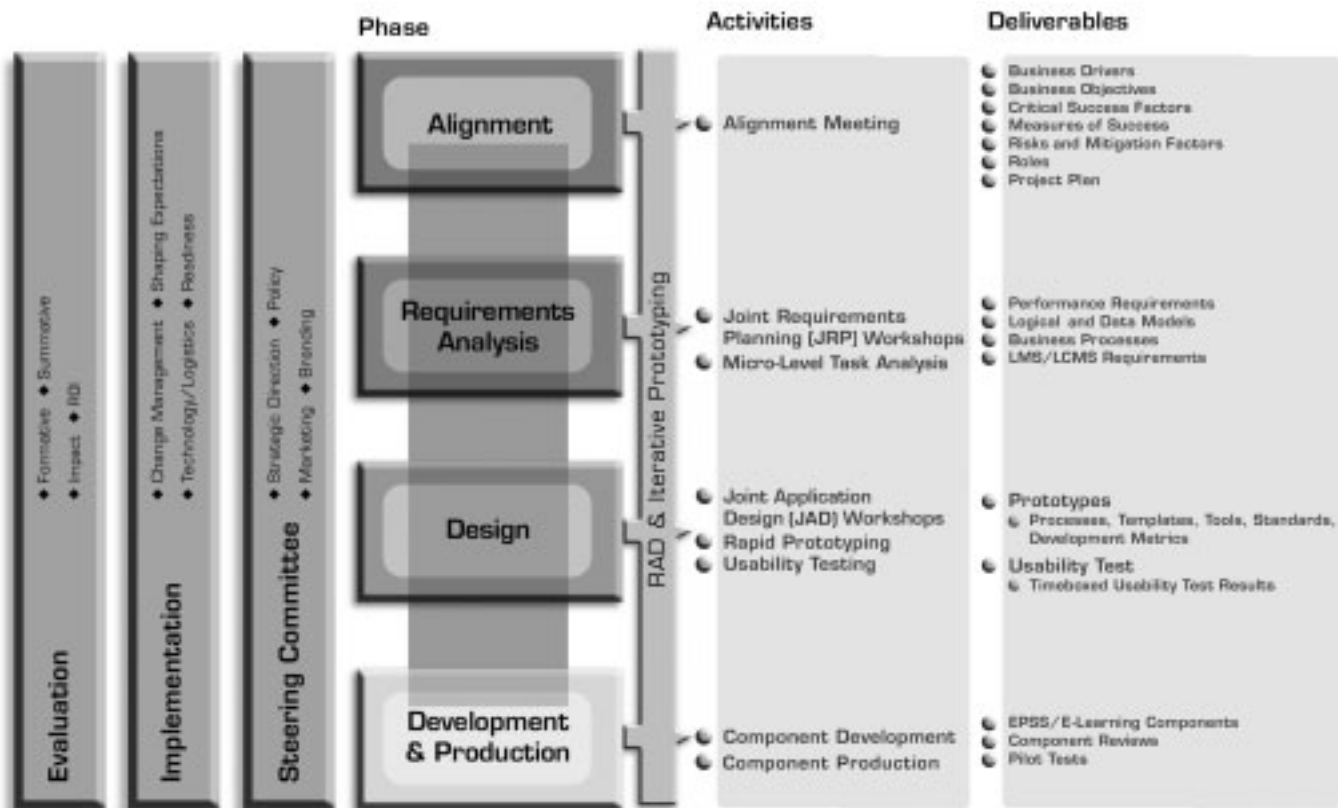 Phase
Activities
Deliverables
Evaluation
◆ Formative ◆ Summative
◆ Impact ◆ ROI
Implementation
◆ Change Management ◆ Shaping Expectations
◆ Technology/Logistics ◆ Readiness
Steering Committee
◆ Strategic Direction ◆ Policy
◆ Marketing ◆ Branding
RAD & Iterative Prototyping
Alignment
Alignment Meeting
Business Drivers
Business Objectives
Critical Success Factors
Measures of Success
Risks and Mitigation Factors
Roles
Project Plan
Requirements
Analysis
Joint Requirements
Planning (JRP) Workshops
Micro-Level Task Analysis
Performance Requirements
Logical and Data Models
Business Processes
LMS/LCMS Requirements
Design
Joint Application
Design (JAD) Workshops
Rapid Prototyping
Usability Testing
Prototypes
Processes, Templates, Tools, Standards,
Development Metrics
Usability Test
Timeboxed Usability Test Results
Development
& Production
Component Development
Component Production
EPSS/E-Learning Components
Component Reviews
Pilot Tests